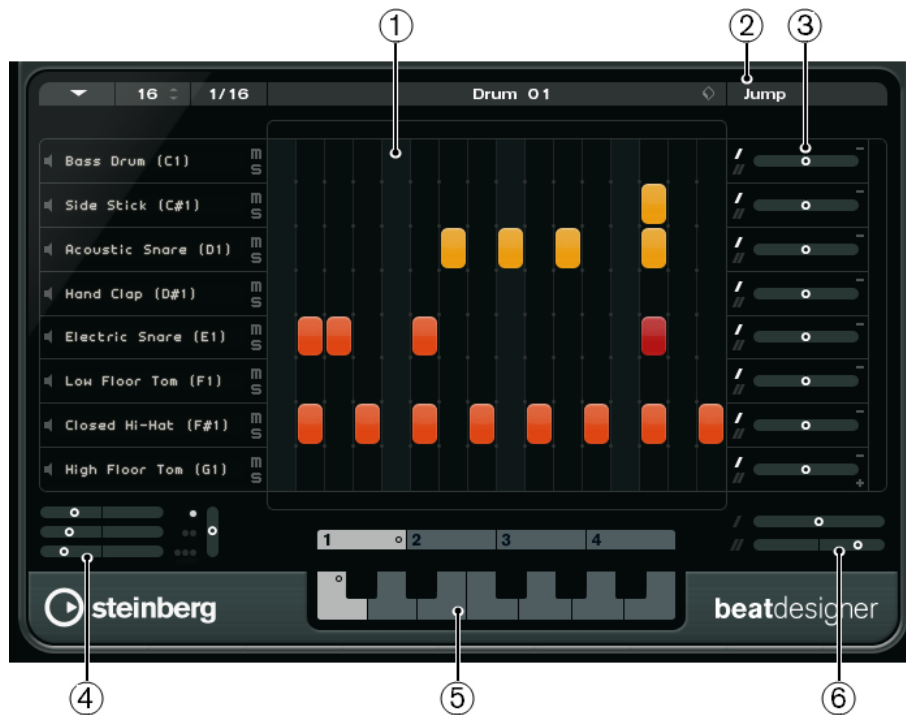 1 2 3
16 1/16 Drum 01 Jump
Bass Drum (C1) m s
Side Stick (C#1) m s
Acoustic Snare (D1) m s
Hand Clap (D#1) m s
Electric Snare (E1) m s
Low Floor Tom (F1) m s
Closed Hi-Hat (F#1) m s
High Floor Tom (G1) m s
1 2 3 4
steinberg beatdesigner
4 5 6